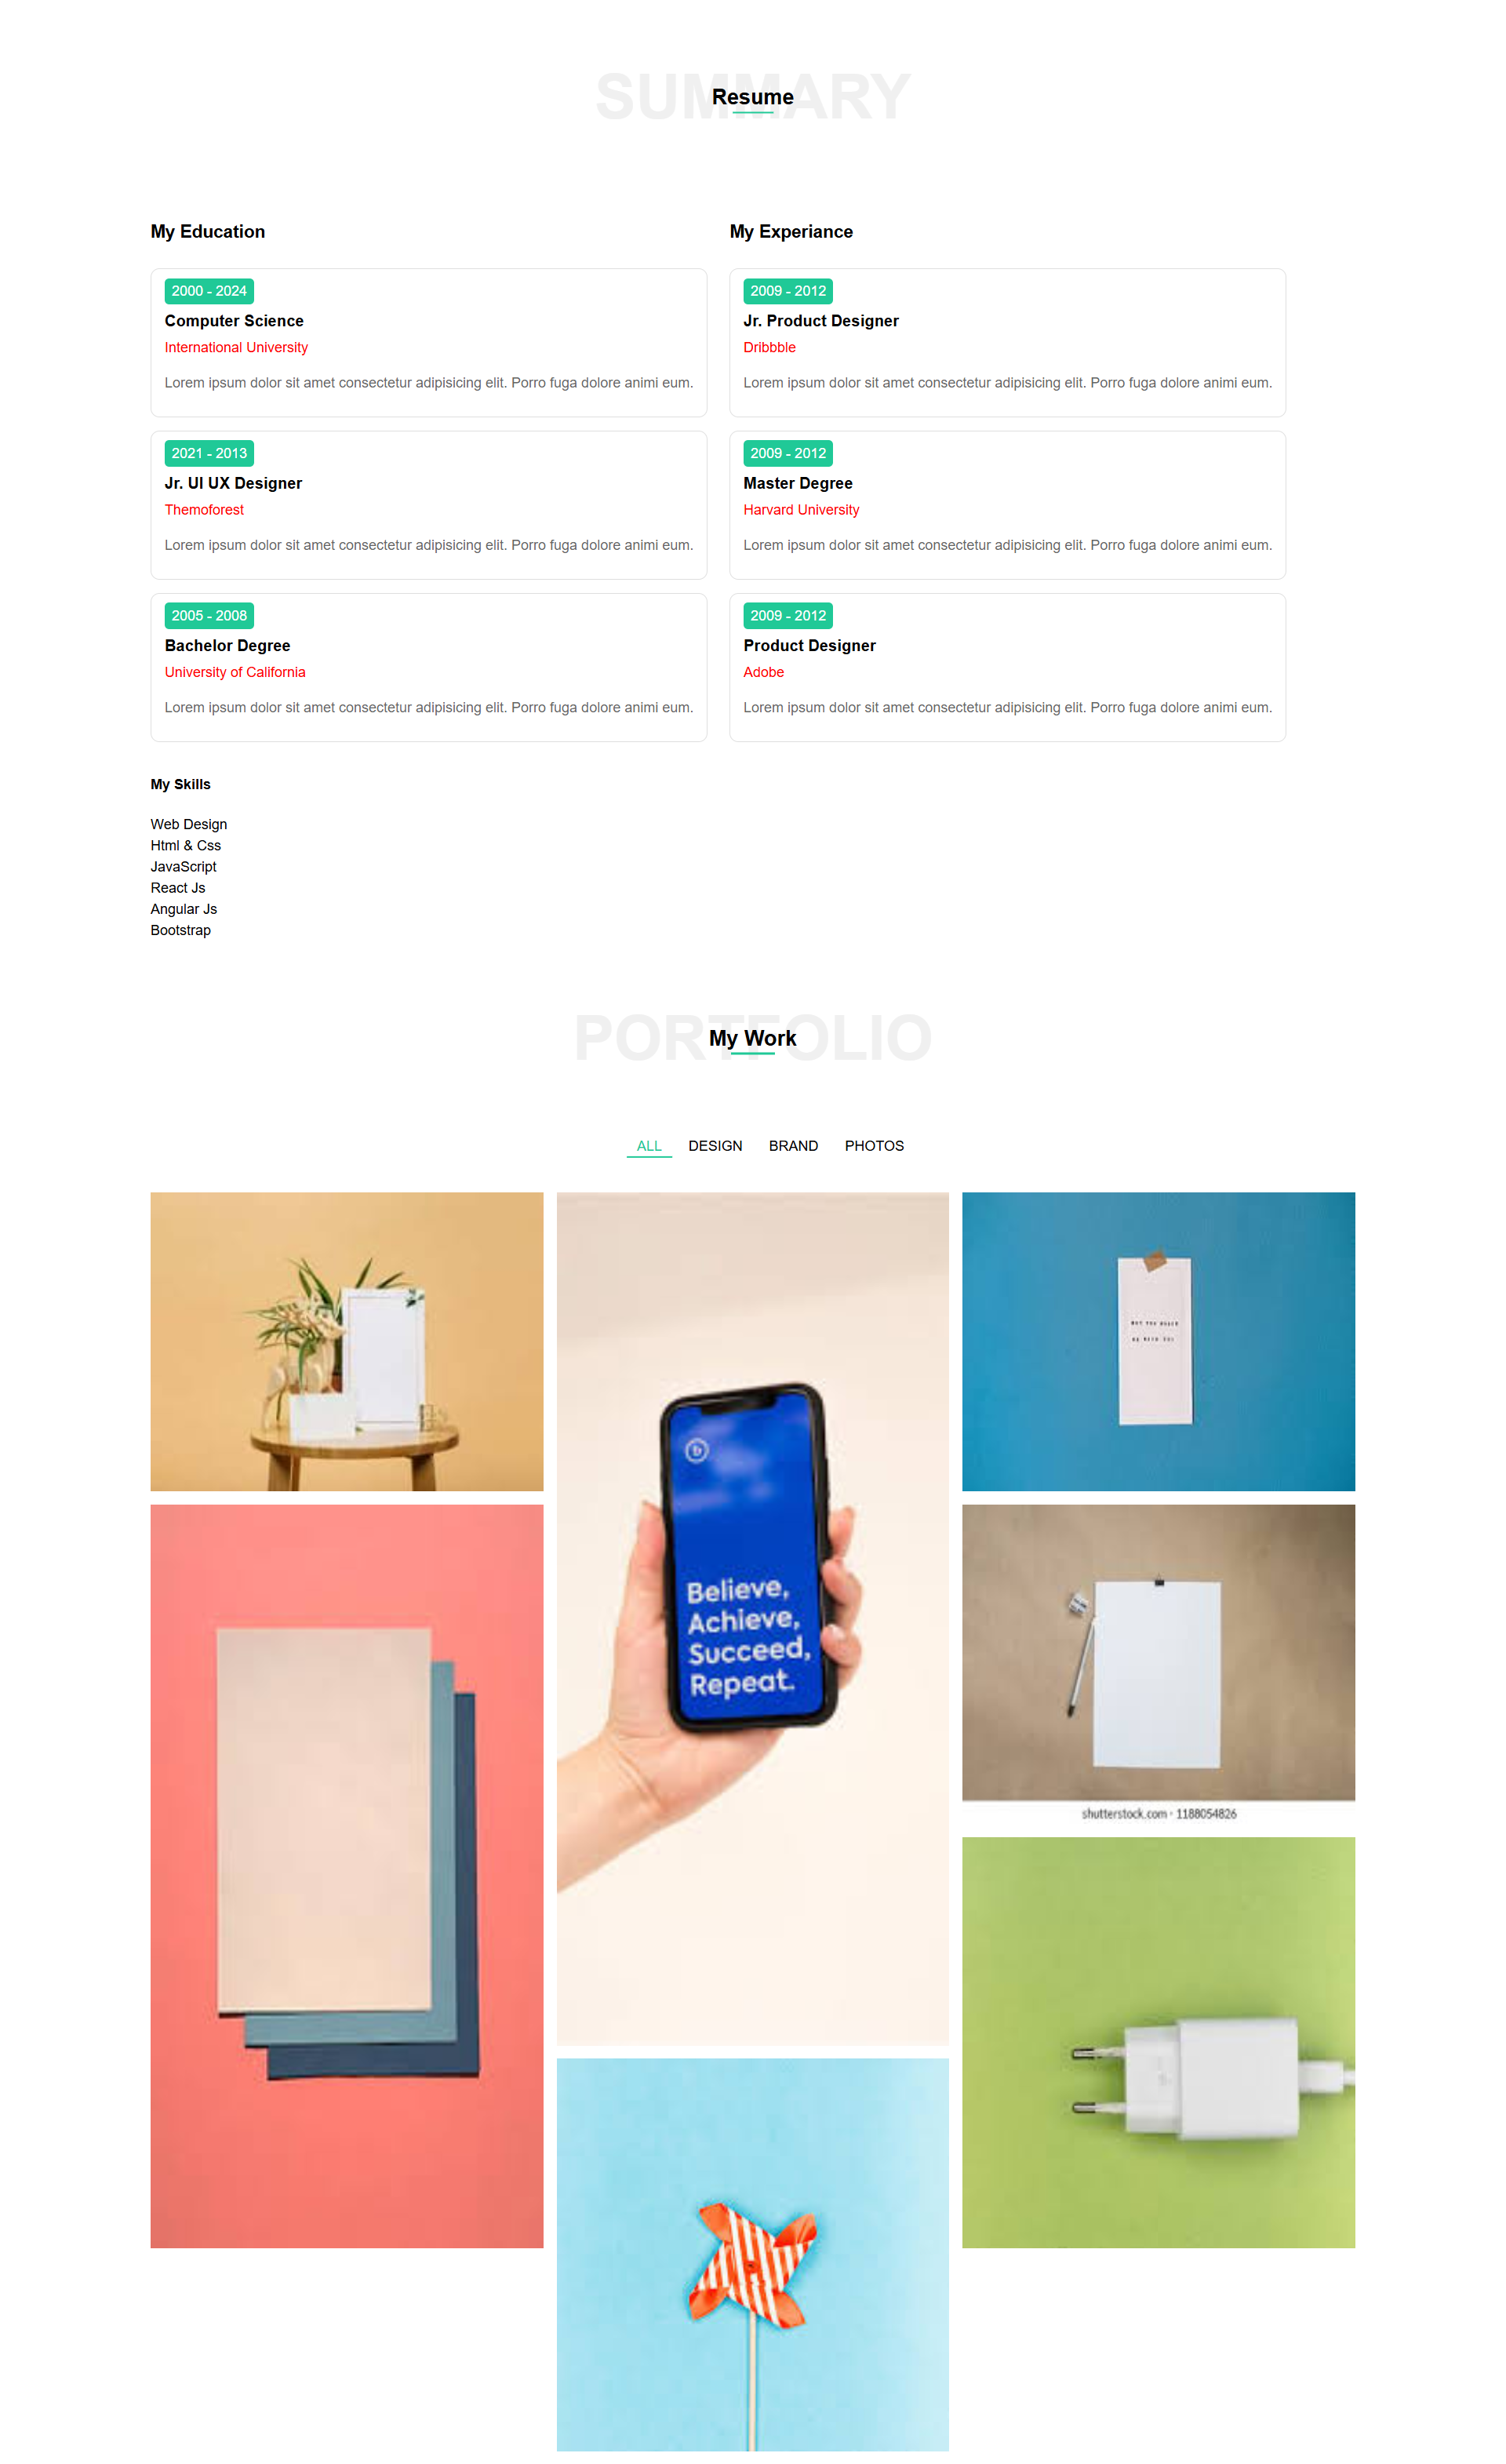 SUMMARY
Resume
My Education
2000 - 2024
Computer Science
International University
Lorem ipsum dolor sit amet consectetur adipisicing elit. Porro fuga dolore animi eum.
2021 - 2013
Jr. UI UX Designer
Themoforest
Lorem ipsum dolor sit amet consectetur adipisicing elit. Porro fuga dolore animi eum.
2005 - 2008
Bachelor Degree
University of California
Lorem ipsum dolor sit amet consectetur adipisicing elit. Porro fuga dolore animi eum.
My Experiance
2009 - 2012
Jr. Product Designer
Dribbble
Lorem ipsum dolor sit amet consectetur adipisicing elit. Porro fuga dolore animi eum.
2009 - 2012
Master Degree
Harvard University
Lorem ipsum dolor sit amet consectetur adipisicing elit. Porro fuga dolore animi eum.
2009 - 2012
Product Designer
Adobe
Lorem ipsum dolor sit amet consectetur adipisicing elit. Porro fuga dolore animi eum.
My Skills
Web Design
Html & Css
JavaScript
React Js
Angular Js
Bootstrap
PORTFOLIO
My Work
ALL DESIGN BRAND PHOTOS
Believe,
Achieve,
Succeed,
Repeat.
shutterstock.com · 1188054826